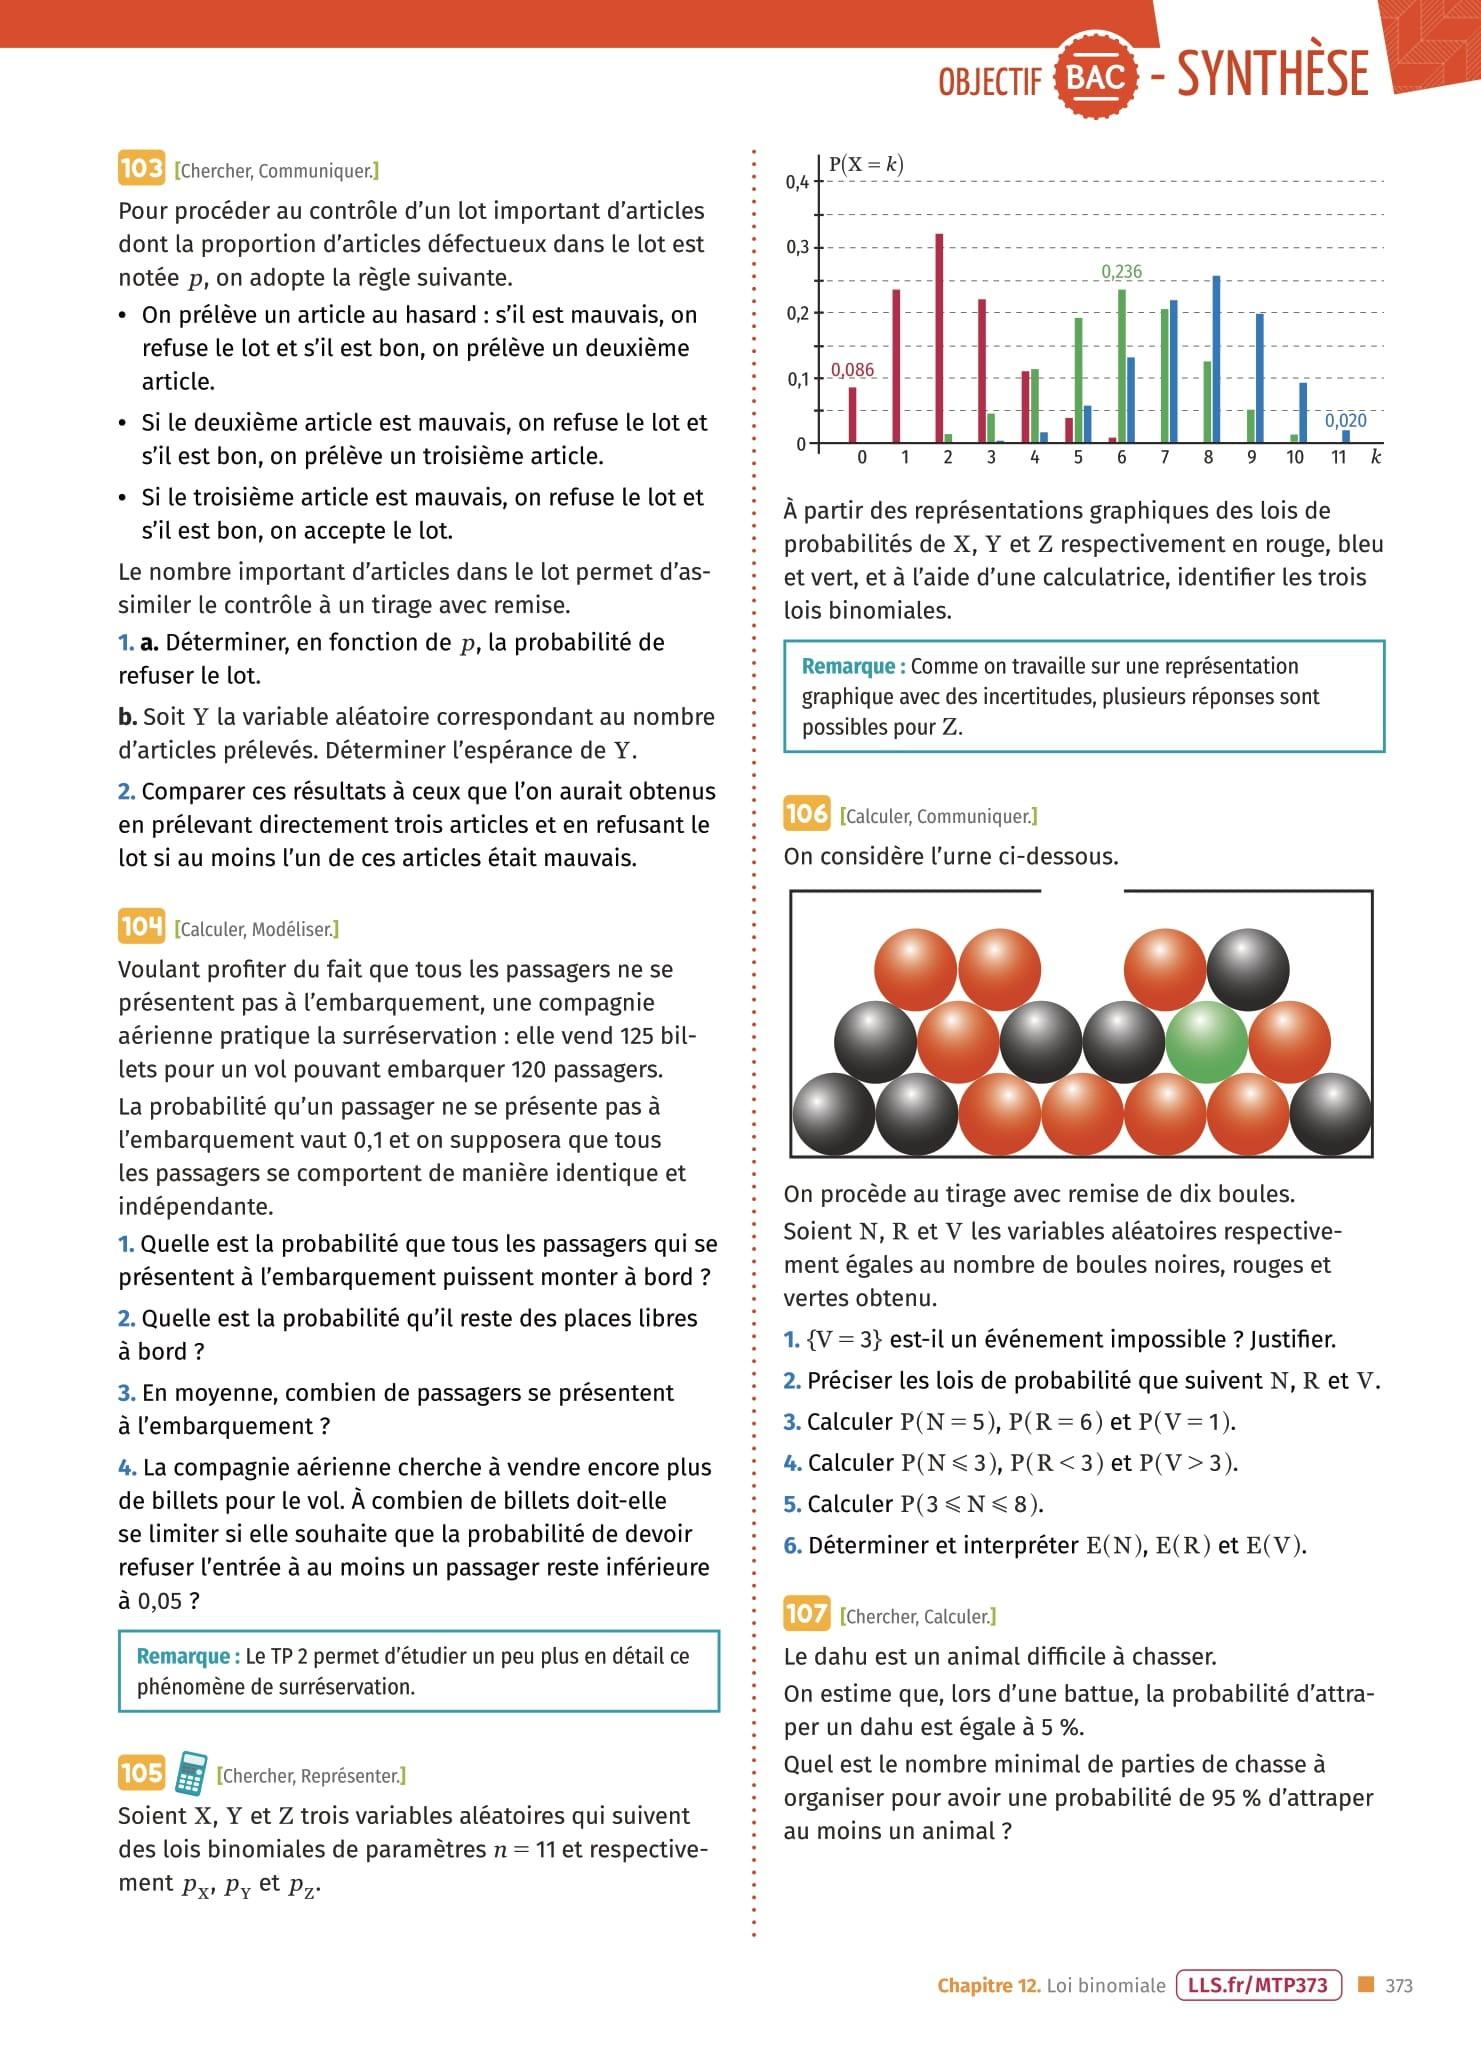 OBJECTIF BAC - SYNTHÈSE
103 [Chercher, Communiquer.]
Pour procéder au contrôle d’un lot important d’articles
dont la proportion d’articles défectueux dans le lot est
notée p, on adopte la règle suivante.
• On prélève un article au hasard : s’il est mauvais, on
refuse le lot et s’il est bon, on prélève un deuxième
article.
• Si le deuxième article est mauvais, on refuse le lot et
s’il est bon, on prélève un troisième article.
• Si le troisième article est mauvais, on refuse le lot et
s’il est bon, on accepte le lot.
Le nombre important d’articles dans le lot permet d’as-
similer le contrôle à un tirage avec remise.
1. a. Déterminer, en fonction de p, la probabilité de
refuser le lot.
b. Soit Y la variable aléatoire correspondant au nombre
d’articles prélevés. Déterminer l’espérance de Y.
2. Comparer ces résultats à ceux que l’on aurait obtenus
en prélevant directement trois articles et en refusant le
lot si au moins l’un de ces articles était mauvais.
104 [Calculer, Modéliser.]
Voulant profiter du fait que tous les passagers ne se
présentent pas à l’embarquement, une compagnie
aérienne pratique la surréservation : elle vend 125 bil-
lets pour un vol pouvant embarquer 120 passagers.
La probabilité qu’un passager ne se présente pas à
l’embarquement vaut 0,1 et on supposera que tous
les passagers se comportent de manière identique et
indépendante.
1. Quelle est la probabilité que tous les passagers qui se
présentent à l’embarquement puissent monter à bord ?
2. Quelle est la probabilité qu’il reste des places libres
à bord ?
3. En moyenne, combien de passagers se présentent
à l’embarquement ?
4. La compagnie aérienne cherche à vendre encore plus
de billets pour le vol. À combien de billets doit-elle
se limiter si elle souhaite que la probabilité de devoir
refuser l’entrée à au moins un passager reste inférieure
à 0,05 ?
Remarque : Le TP 2 permet d’étudier un peu plus en détail ce
phénomène de surréservation.
105 [Chercher, Représenter.]
Soient X, Y et Z trois variables aléatoires qui suivent
des lois binomiales de paramètres n = 11 et respective-
ment pX, pY et pZ.
P(X = k)
0,4
0,3
0,236
0,2
0,1
0,086
0,020
0
0 1 2 3 4 5 6 7 8 9 10 11 k
À partir des représentations graphiques des lois de
probabilités de X, Y et Z respectivement en rouge, bleu
et vert, et à l’aide d’une calculatrice, identifier les trois
lois binomiales.
Remarque : Comme on travaille sur une représentation
graphique avec des incertitudes, plusieurs réponses sont
possibles pour Z.
106 [Calculer, Communiquer.]
On considère l’urne ci-dessous.
On procède au tirage avec remise de dix boules.
Soient N, R et V les variables aléatoires respective-
ment égales au nombre de boules noires, rouges et
vertes obtenu.
1. {V = 3} est-il un événement impossible ? Justifier.
2. Préciser les lois de probabilité que suivent N, R et V.
3. Calculer P(N = 5), P(R = 6) et P(V = 1).
4. Calculer P(N ⩽ 3), P(R < 3) et P(V > 3).
5. Calculer P(3 ⩽ N ⩽ 8).
6. Déterminer et interpréter E(N), E(R) et E(V).
107 [Chercher, Calculer.]
Le dahu est un animal difficile à chasser.
On estime que, lors d’une battue, la probabilité d’attra-
per un dahu est égale à 5 %.
Quel est le nombre minimal de parties de chasse à
organiser pour avoir une probabilité de 95 % d’attraper
au moins un animal ?
Chapitre 12. Loi binomiale LLS.fr/MTP373 373